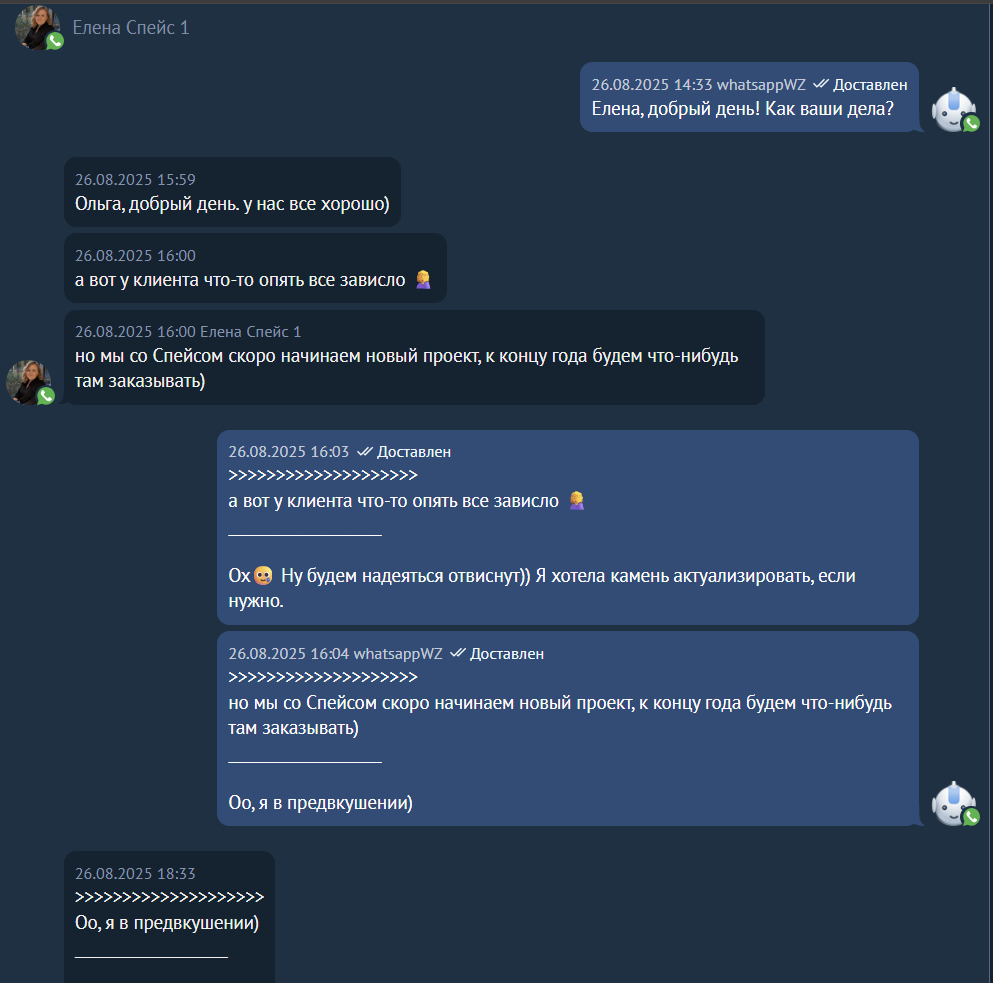 Елена Спейс 1
26.08.2025 14:33 whatsappWZ Доставлен
Елена, добрый день! Как ваши дела?
26.08.2025 15:59
Ольга, добрый день. у нас все хорошо)
26.08.2025 16:00
а вот у клиента что-то опять все зависло 🤦‍♀️
26.08.2025 16:00 Елена Спейс 1
но мы со Спейсом скоро начинаем новый проект, к концу года будем что-нибудь
там заказывать)
26.08.2025 16:03 Доставлен
>>>>>>>>>>>>>>>>>>>>
а вот у клиента что-то опять все зависло 🤦‍♀️
________________
Ох🥲 Ну будем надеяться отвиснут)) Я хотела камень актуализировать, если
нужно.
26.08.2025 16:04 whatsappWZ Доставлен
>>>>>>>>>>>>>>>>>>>>
но мы со Спейсом скоро начинаем новый проект, к концу года будем что-нибудь
там заказывать)
________________
Оо, я в предвкушении)
26.08.2025 18:33
>>>>>>>>>>>>>>>>>>>>
Оо, я в предвкушении)
________________